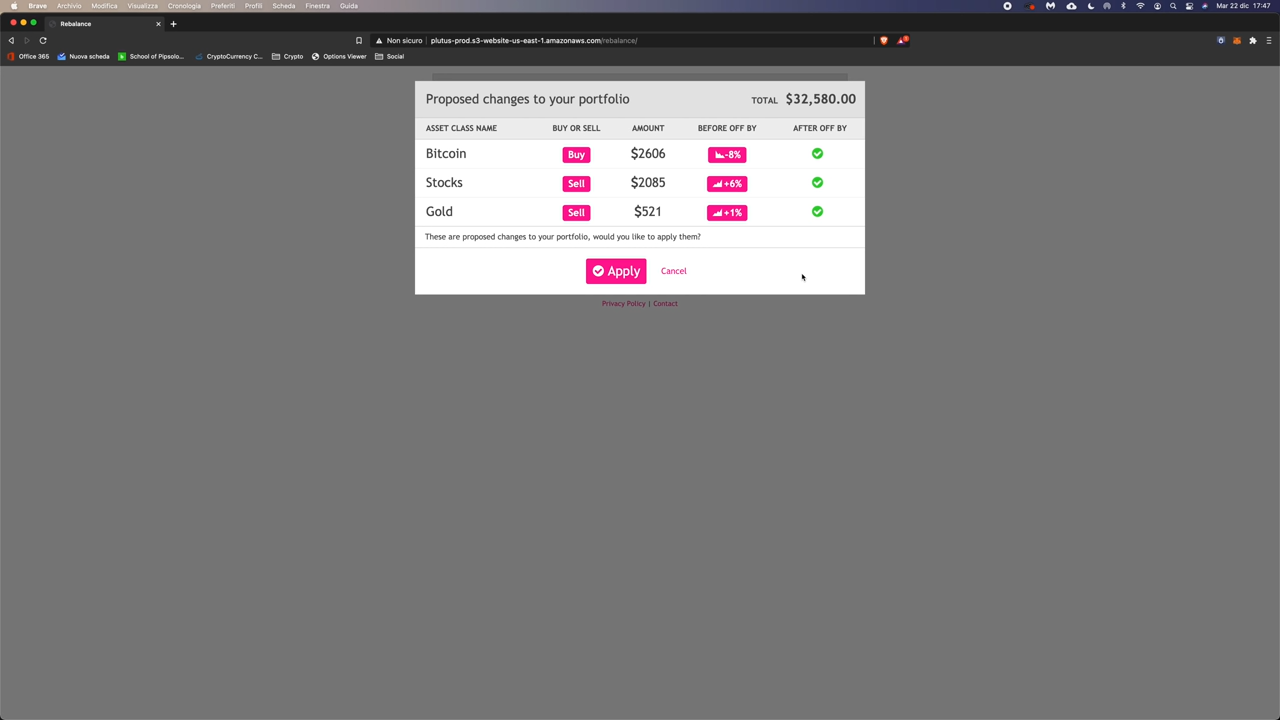 Brave Archivio Modifica Visualizza Cronologia Preferiti Profili Scheda Finestra Guida Mar 22 dic 17:47
Rebalance
Non sicuro plutus-prod.s3-website-us-east-1.amazonaws.com/rebalance/
Office 365 Nuova scheda School of Pipsolo... CryptoCurrency C... Crypto Options Viewer Social
Proposed changes to your portfolio TOTAL $32,580.00
ASSET CLASS NAME BUY OR SELL AMOUNT BEFORE OFF BY AFTER OFF BY
Bitcoin Buy $2606 -8%
Stocks Sell $2085 +6%
Gold Sell $521 +1%
These are proposed changes to your portfolio, would you like to apply them?
Apply Cancel
Privacy Policy | Contact